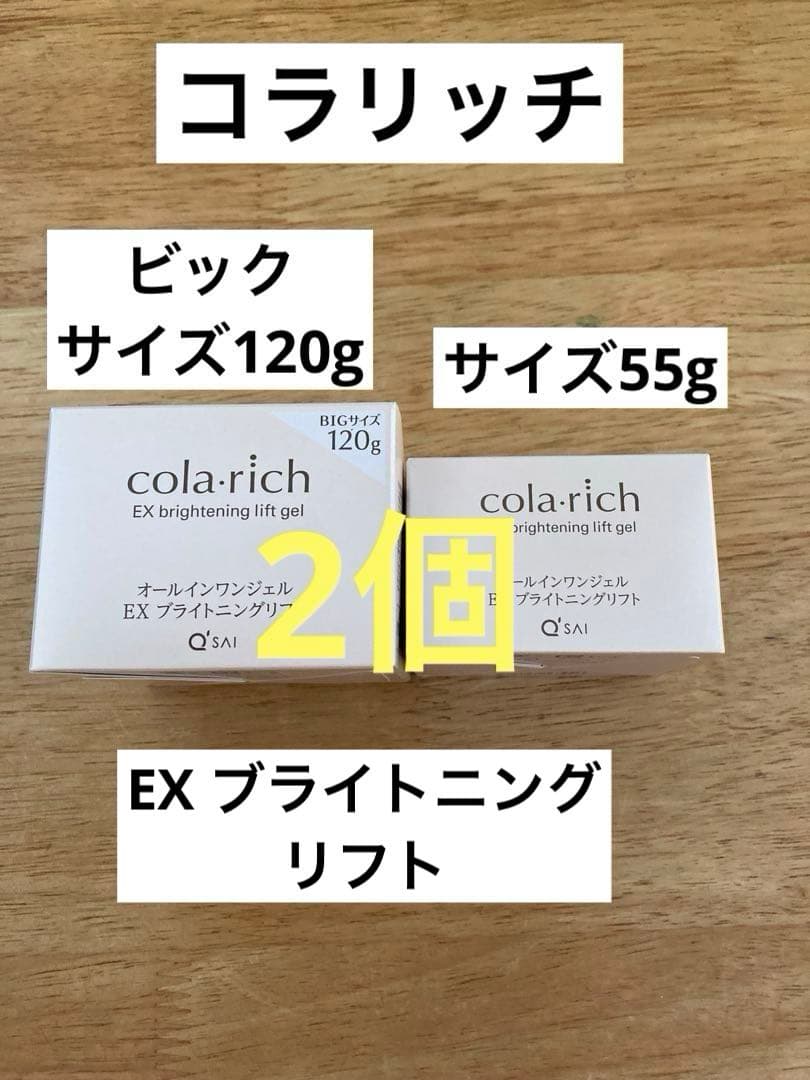 コラリッチ
ビック
サイズ120g
サイズ55g
BIGサイズ
120g
cola·rich
EX brightening lift gel
オールインワンジェル
EX ブライトニングリフ
Q'SAI
cola·rich
brightening lift gel
ールインワンジェル
ブライトニングリフト
Q'SAI
2個
EX ブライトニング
リフト